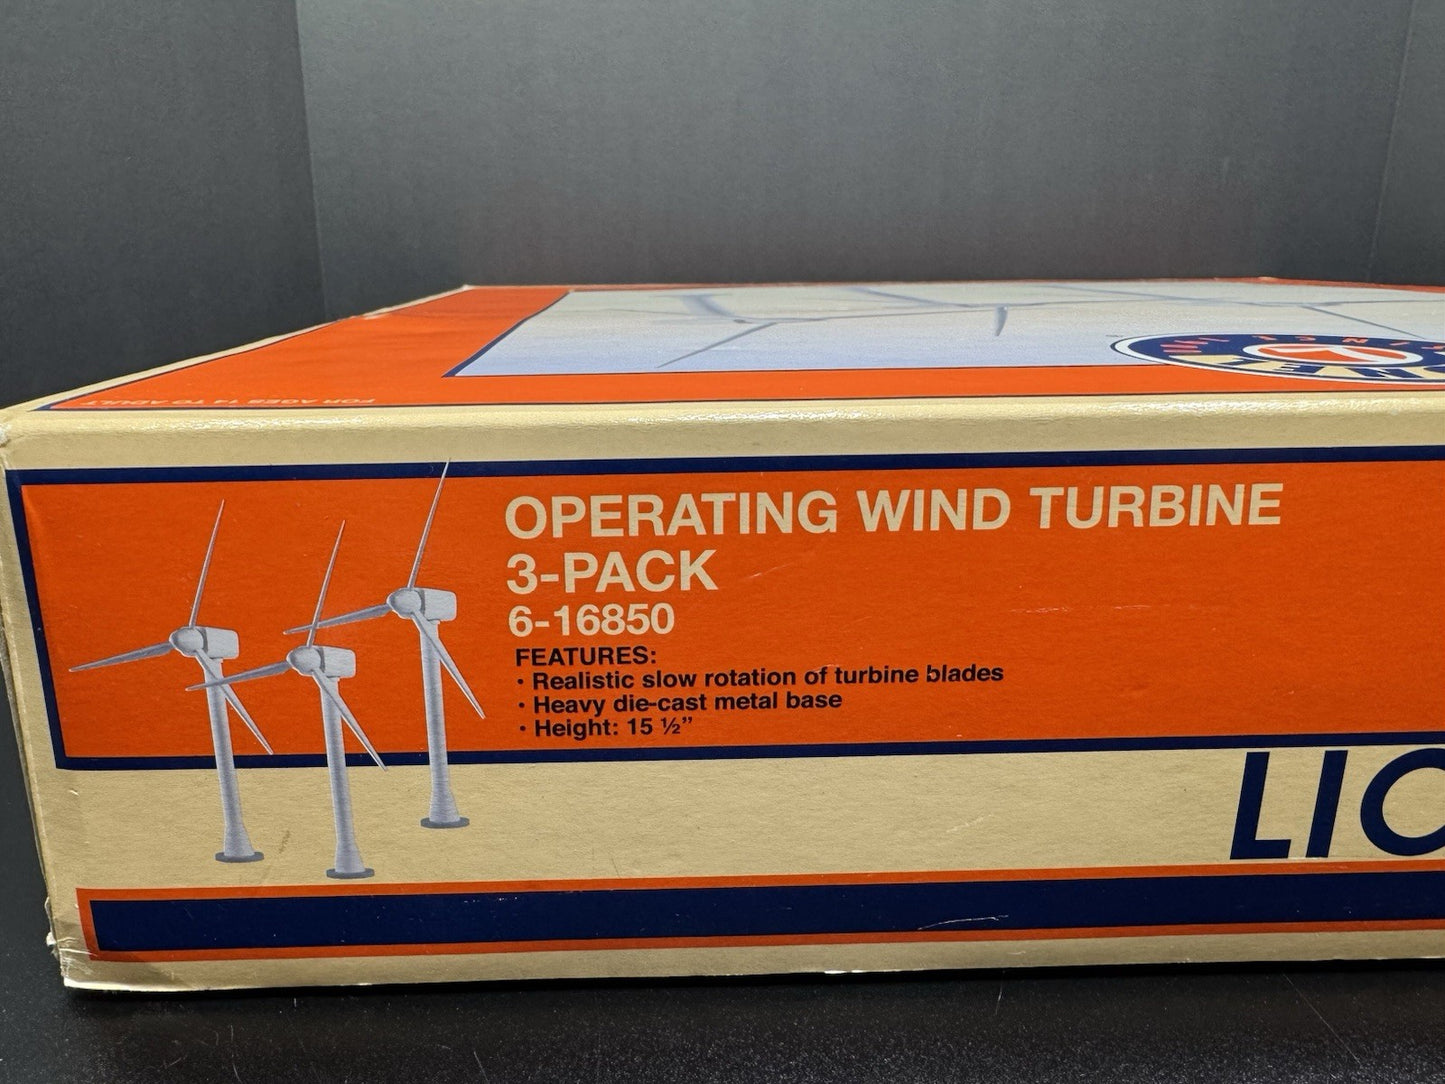 FOR AGES 14 TO ADULT
OPERATING WIND TURBINE
3-PACK
6-16850
FEATURES:
· Realistic slow rotation of turbine blades
· Heavy die-cast metal base
· Height: 15 ½”
LIO